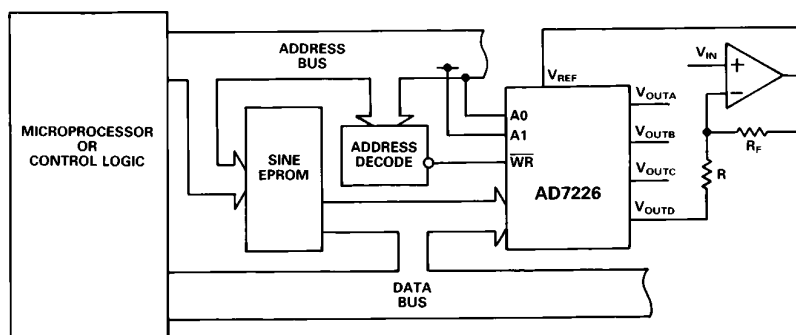 ADDRESS
BUS
MICROPROCESSOR
OR
CONTROL LOGIC
SINE
EPROM
ADDRESS
DECODE
VREF
A0
A1
WR
AD7226
VOUTA
VOUTB
VOUTC
VOUTD
VIN
+
−
RF
R
DATA
BUS